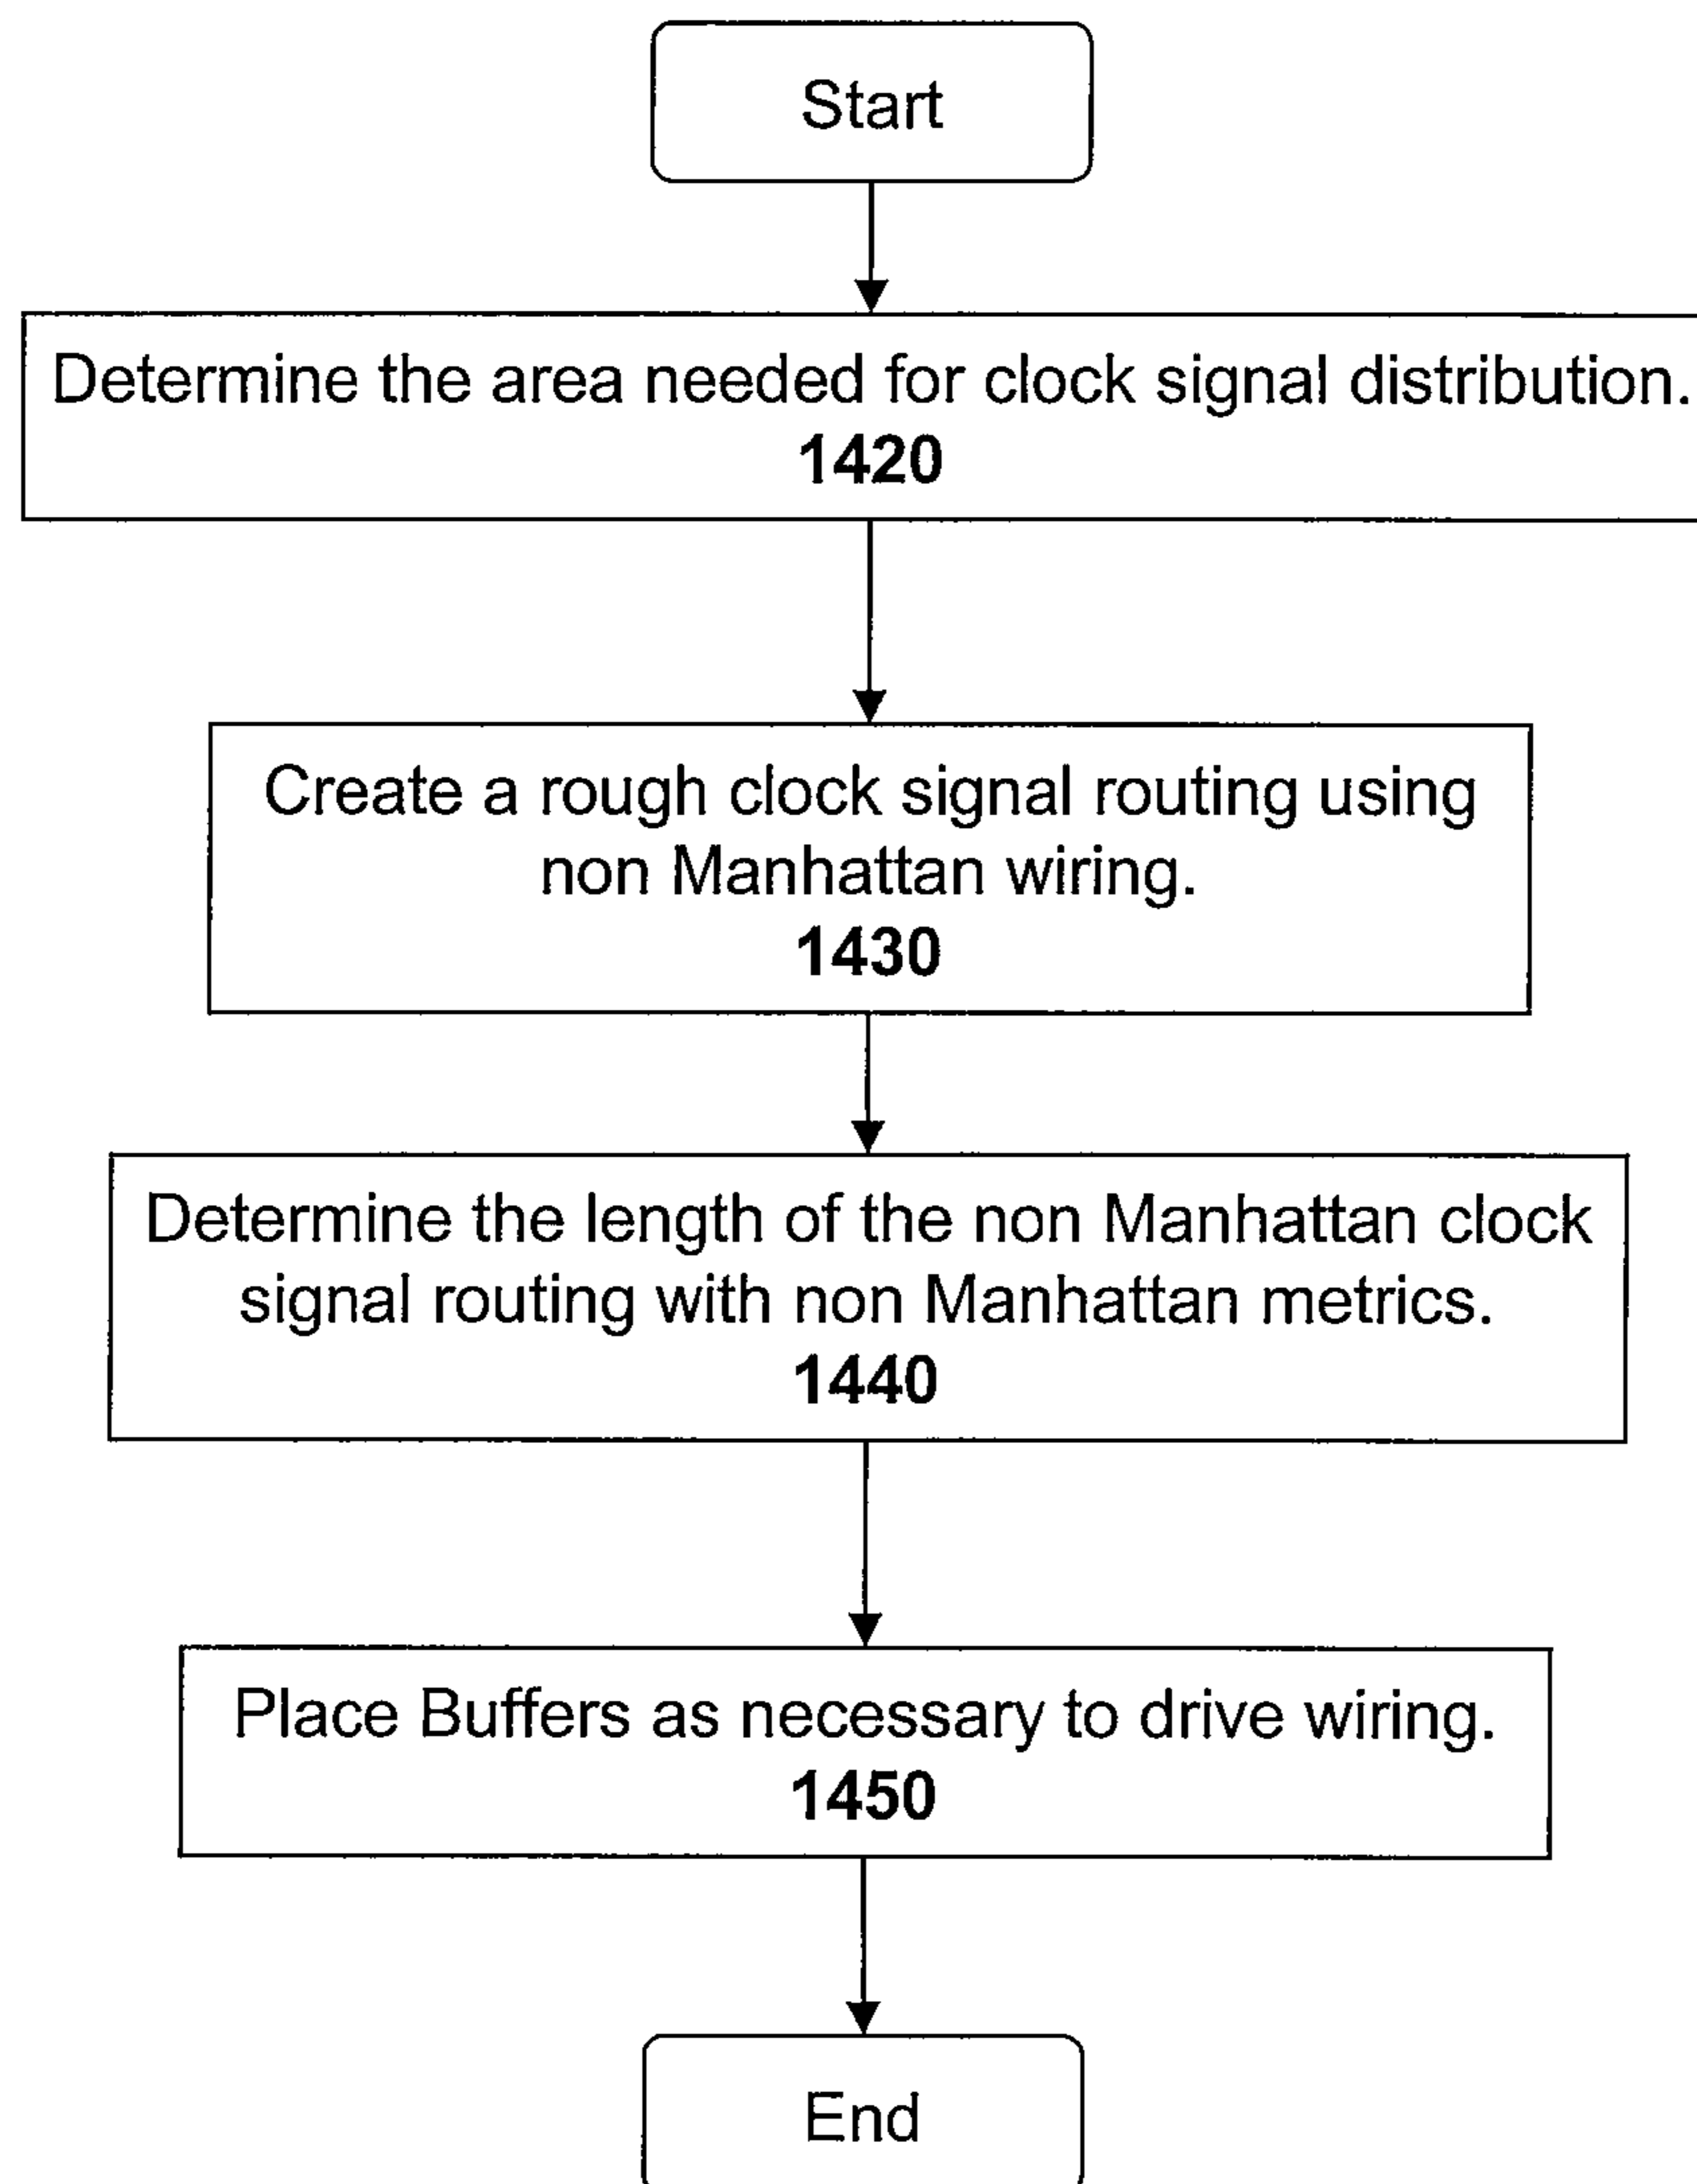 Start
Determine the area needed for clock signal distribution.
1420
Create a rough clock signal routing using
non Manhattan wiring.
1430
Determine the length of the non Manhattan clock
signal routing with non Manhattan metrics.
1440
Place Buffers as necessary to drive wiring.
1450
End